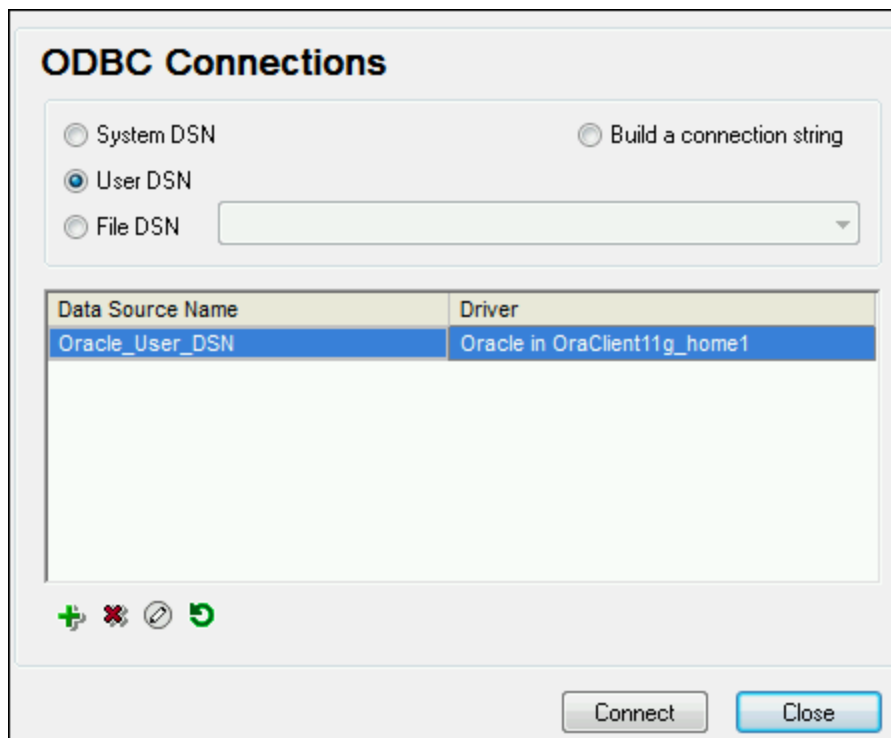 ODBC Connections
System DSN
Build a connection string
User DSN
File DSN
Data Source Name Driver
Oracle_User_DSN Oracle in OraClient11g_home1
Connect Close